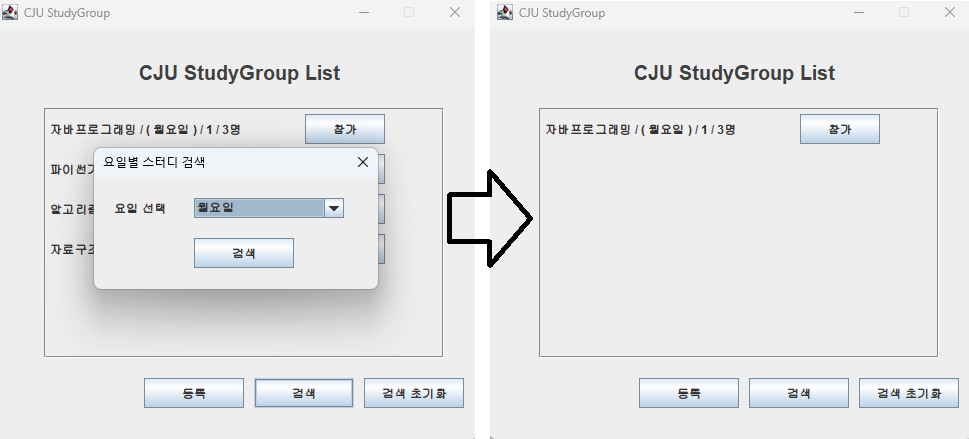 CJU StudyGroup
CJU StudyGroup List
자바프로그래밍 / ( 월요일 ) / 1 / 3명
참가
파이썬
요일별 스터디 검색
알고리즘
요일 선택
월요일
자료구조
검색
등록
검색
검색 초기화
CJU StudyGroup
CJU StudyGroup List
자바프로그래밍 / ( 월요일 ) / 1 / 3명
참가
등록
검색
검색 초기화